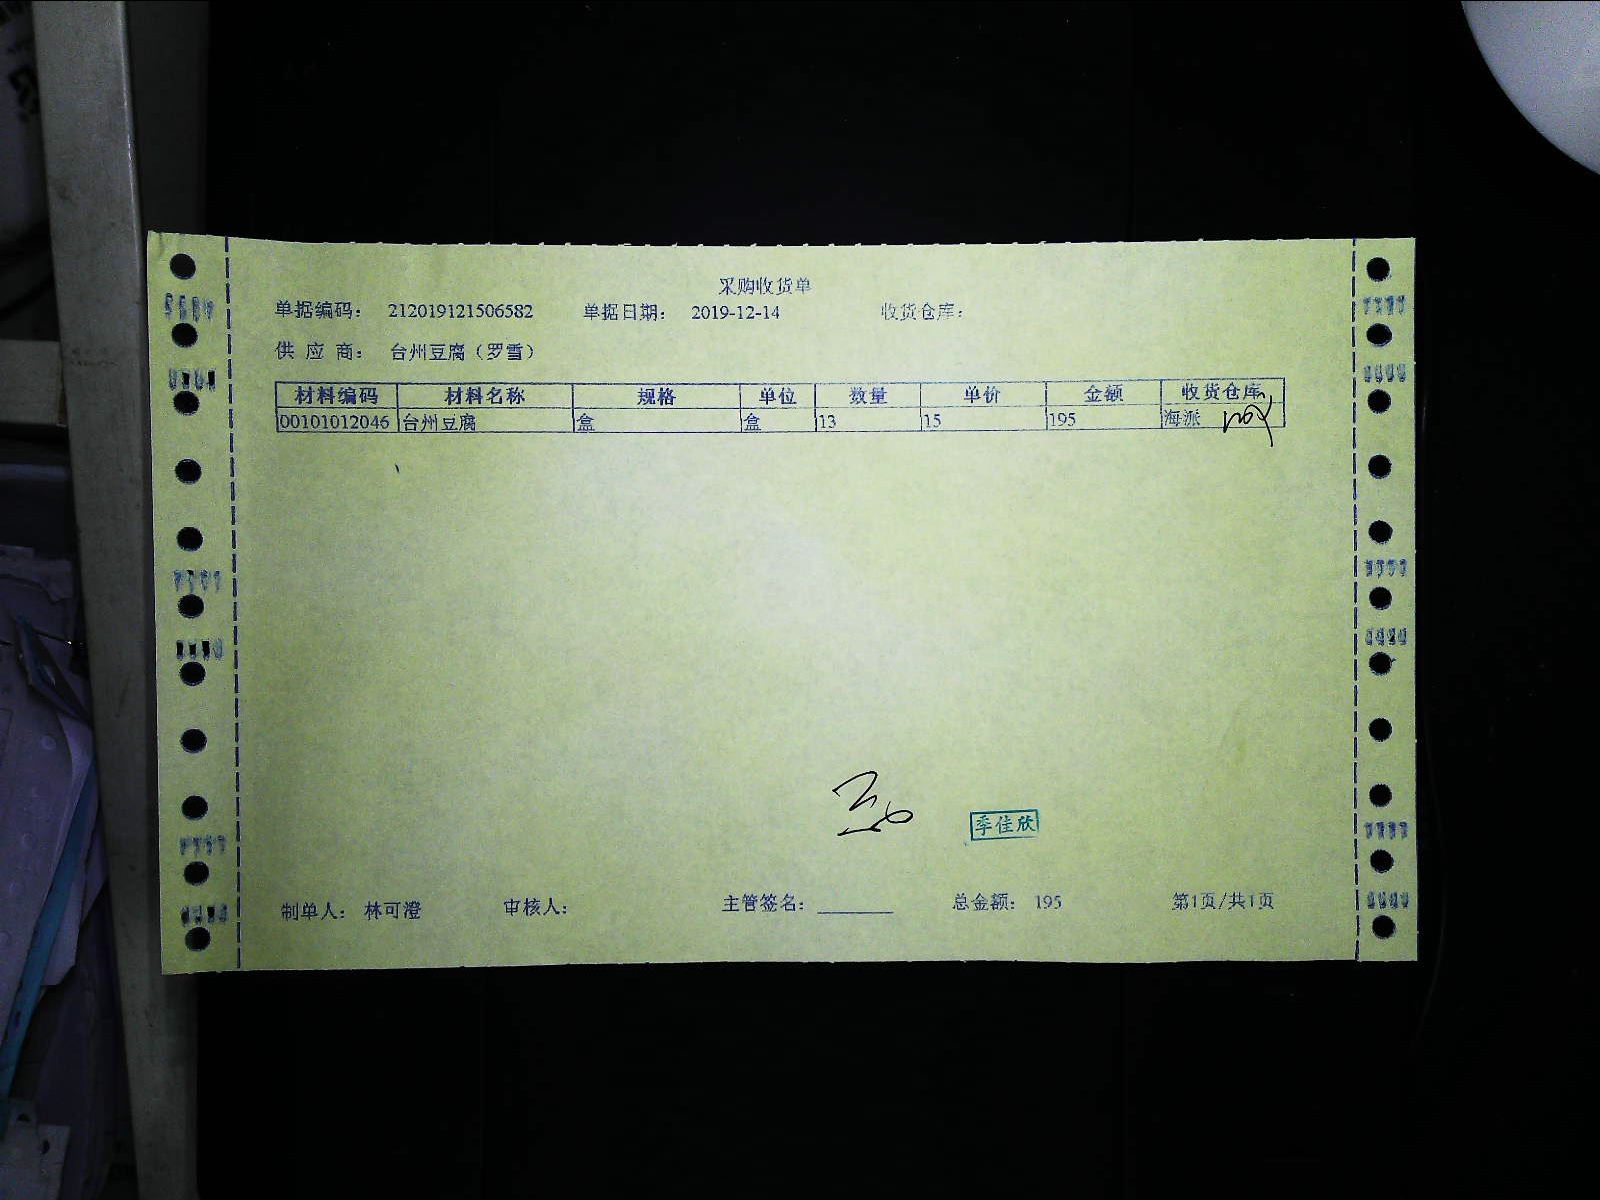 采购收货单
单据编码： 212019121506582 单据日期： 2019-12-14 收货仓库：
供 应 商： 台州豆腐（罗雪）
材料编码 材料名称 规格 单位 数量 单价 金额 收货仓库
00101012046 台州豆腐 盒 盒 13 15 195 海派
季佳欣
制单人： 林可澄 审核人： 主管签名：________ 总金额： 195 第1页/共1页